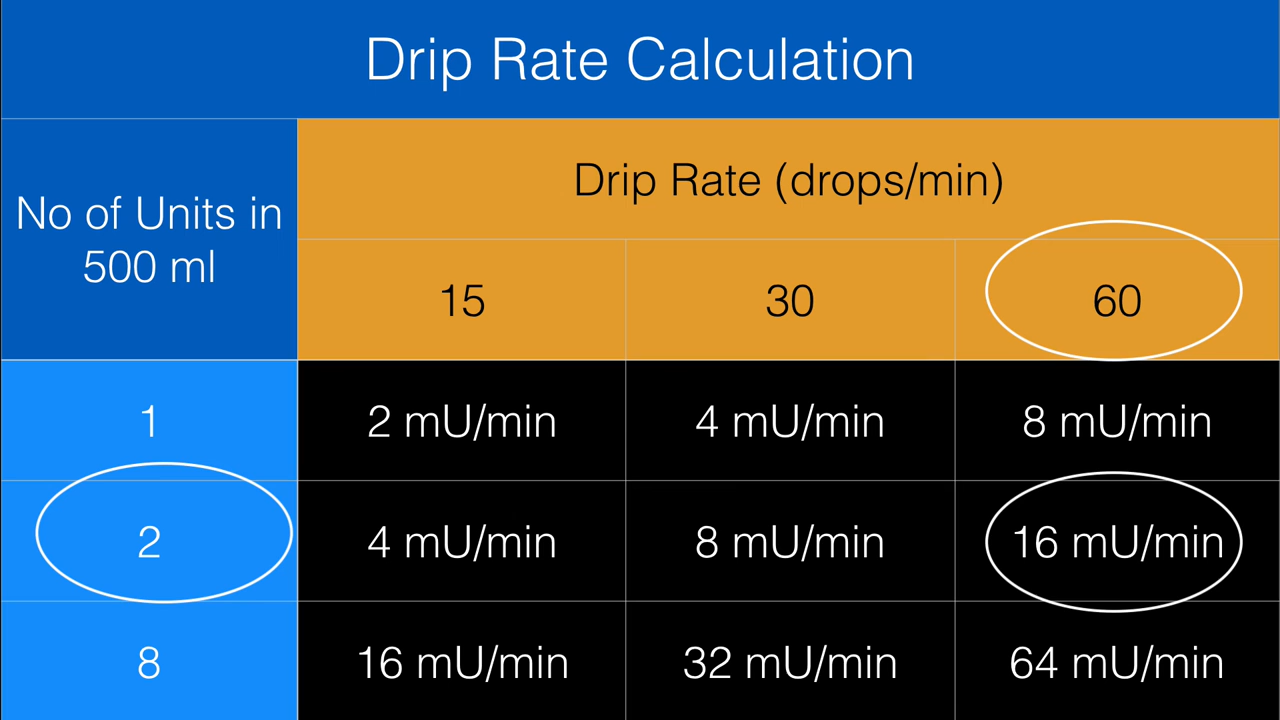 Drip Rate Calculation
No of Units in
500 ml
Drip Rate (drops/min)
15
30
60
1
2 mU/min
4 mU/min
8 mU/min
2
4 mU/min
8 mU/min
16 mU/min
8
16 mU/min
32 mU/min
64 mU/min